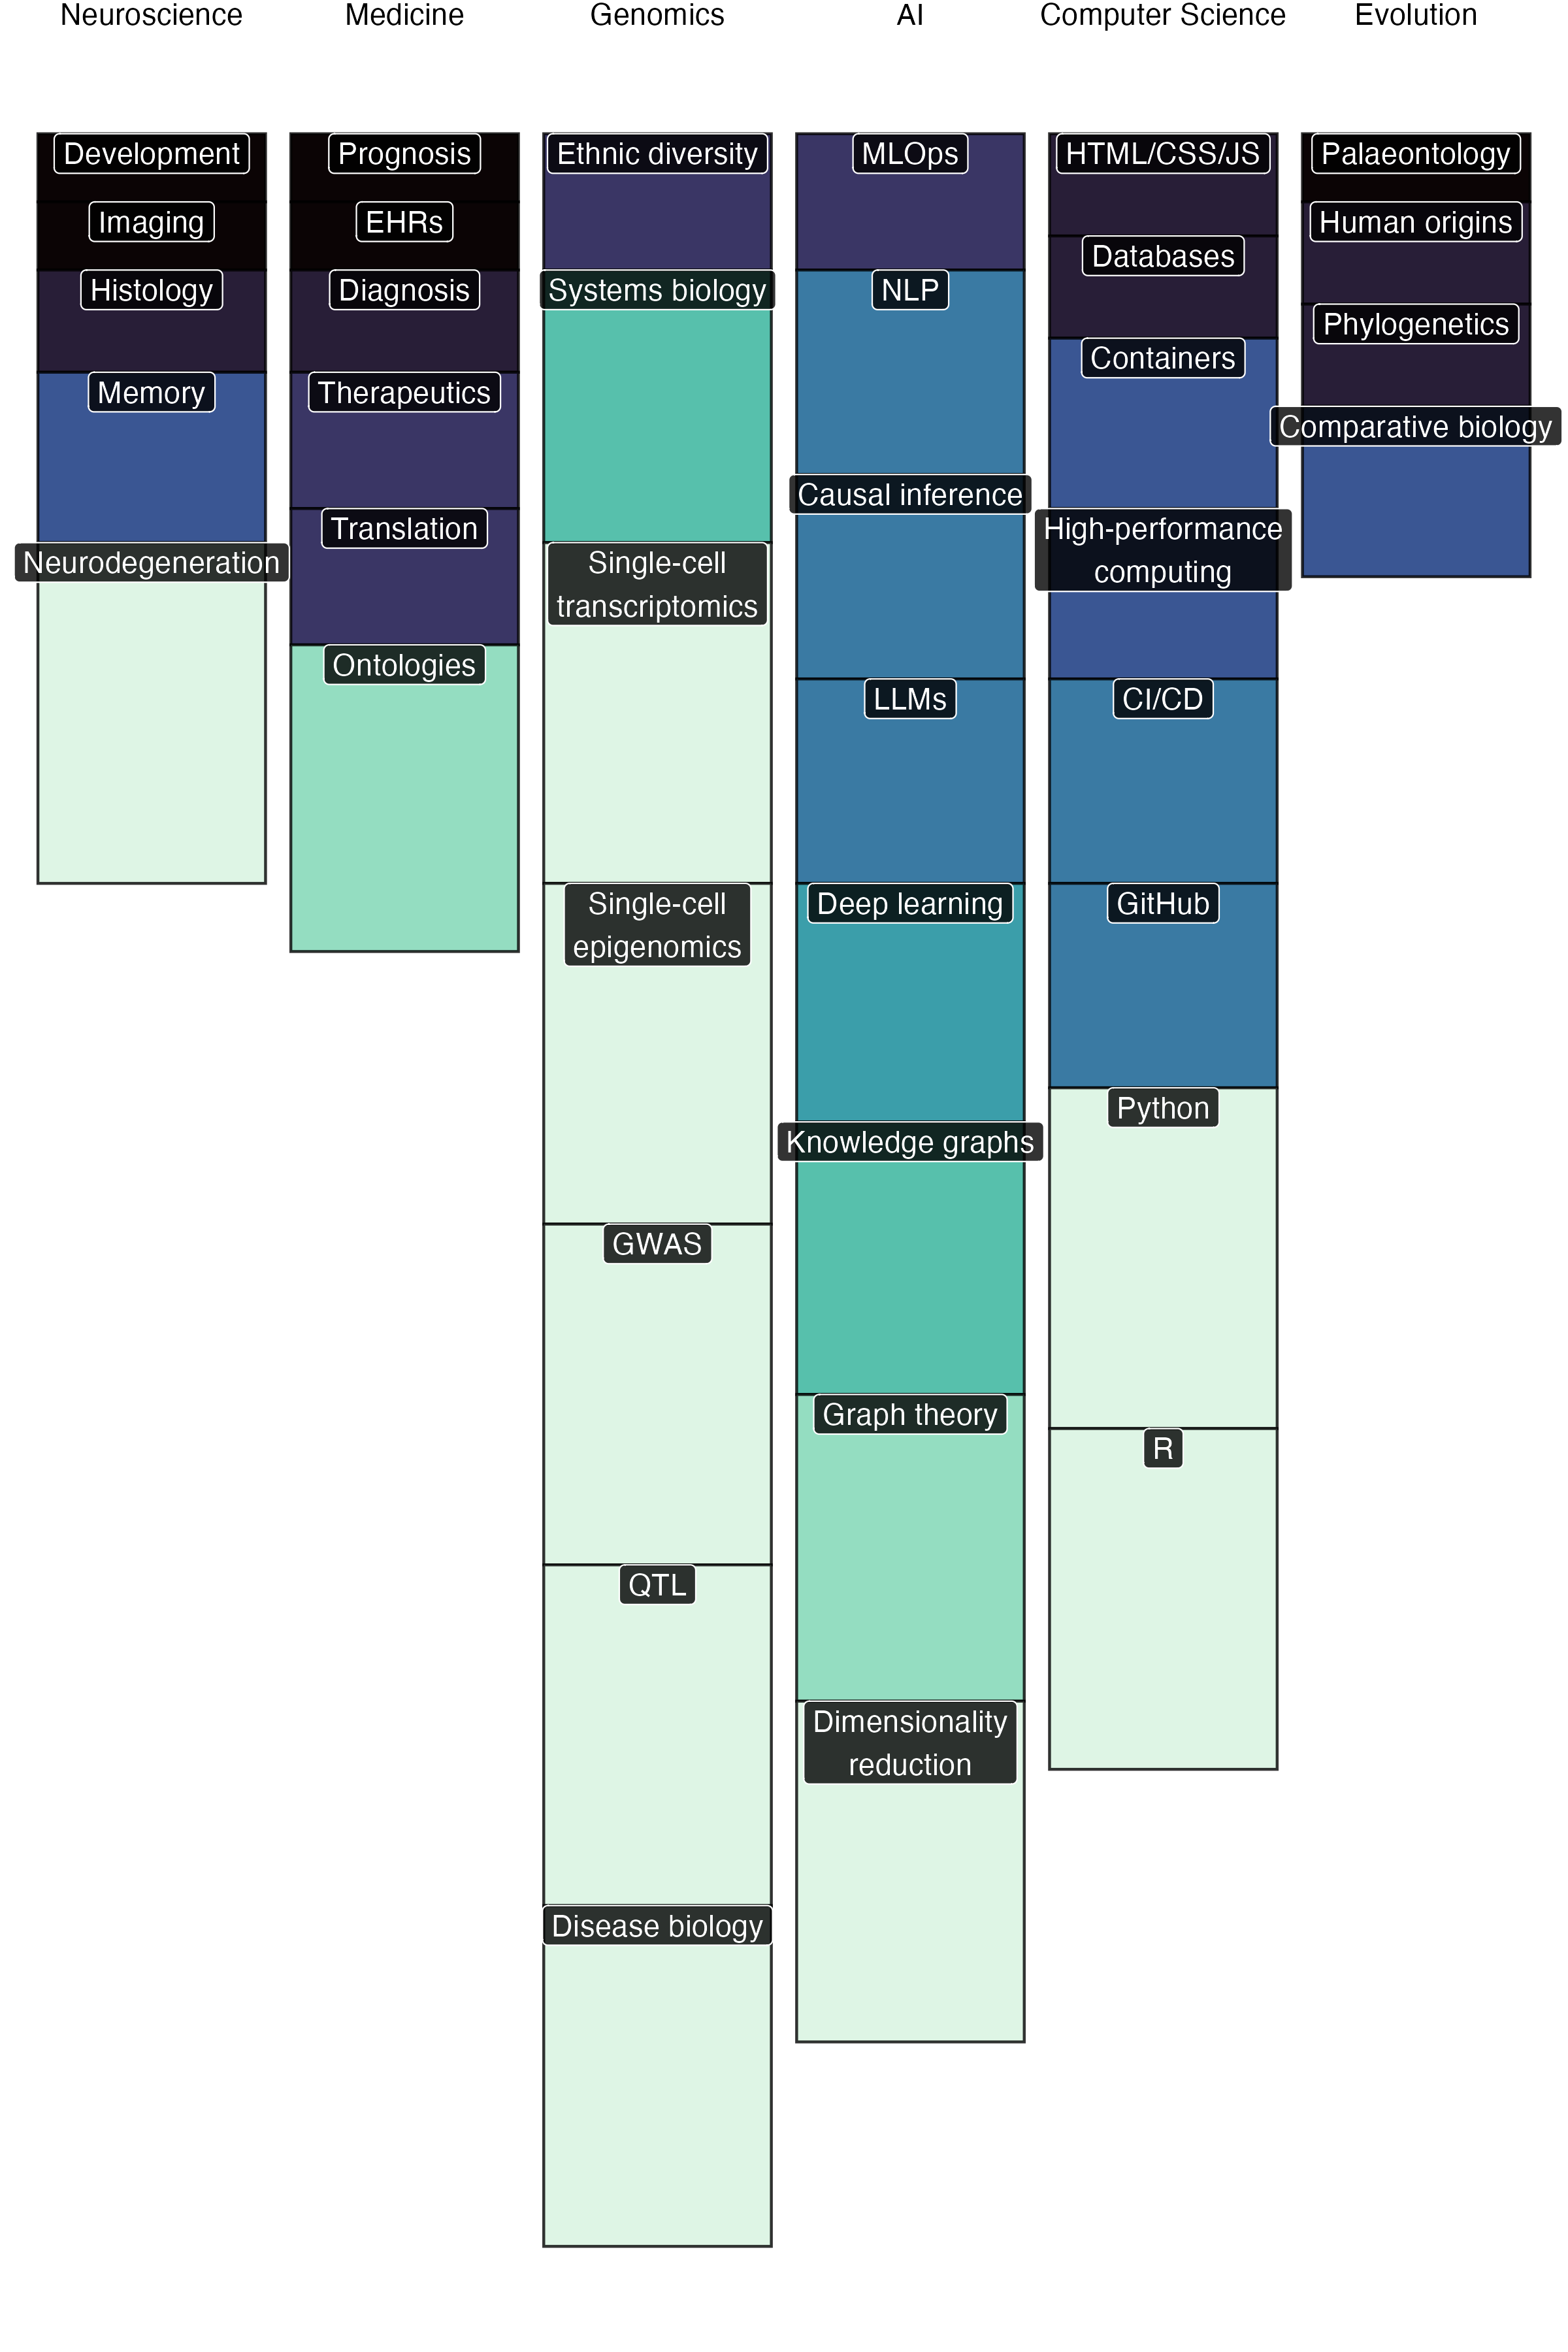 Neuroscience
Medicine
Genomics
AI
Computer Science
Evolution
Development
Imaging
Histology
Memory
Neurodegeneration
Prognosis
EHRs
Diagnosis
Therapeutics
Translation
Ontologies
Ethnic diversity
Systems biology
Single-cell
transcriptomics
Single-cell
epigenomics
GWAS
QTL
Disease biology
MLOps
NLP
Causal inference
LLMs
Deep learning
Knowledge graphs
Graph theory
Dimensionality
reduction
HTML/CSS/JS
Databases
Containers
High-performance
computing
CI/CD
GitHub
Python
R
Palaeontology
Human origins
Phylogenetics
Comparative biology